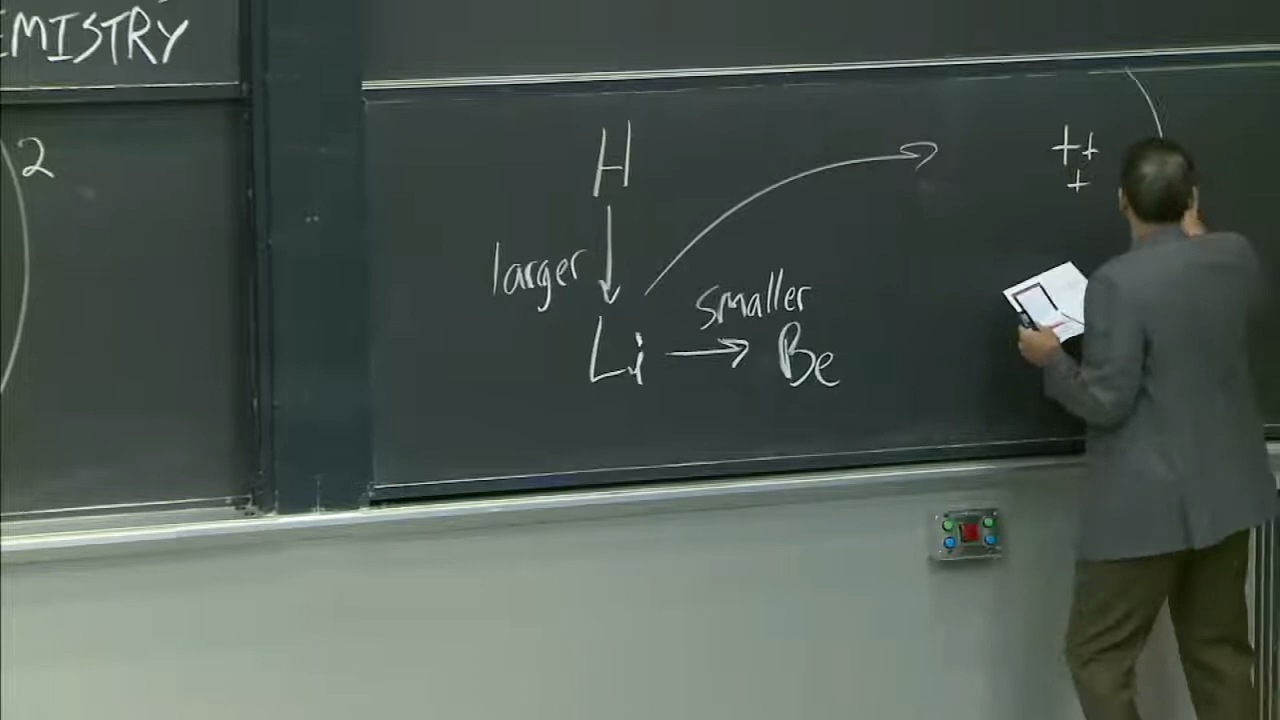 EMISTRY
2
H
larger
smaller
Li Be
++
+